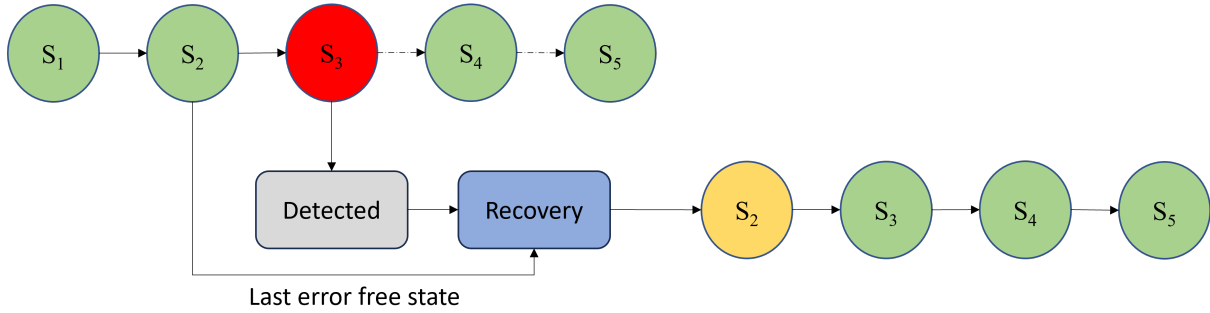 S₁ S₂ S₃ S₄ S₅
Detected Recovery S₂ S₃ S₄ S₅
Last error free state